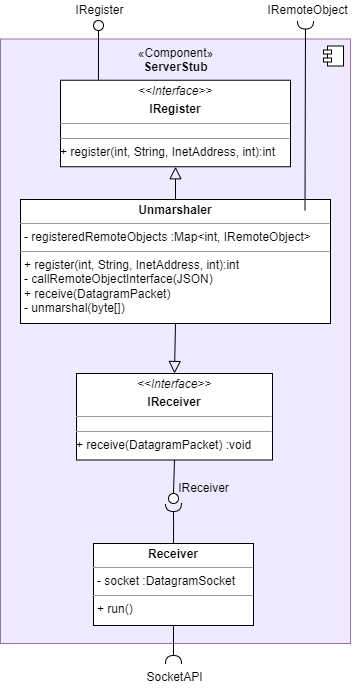 IRegister
IRemoteObject
«Component»
ServerStub
<<Interface>>
IRegister
+ register(int, String, InetAddress, int):int
Unmarshaler
- registeredRemoteObjects :Map<int, IRemoteObject>
+ register(int, String, InetAddress, int):int
- callRemoteObjectInterface(JSON)
+ receive(DatagramPacket)
- unmarshal(byte[])
<<Interface>>
IReceiver
+ receive(DatagramPacket) :void
IReceiver
Receiver
- socket :DatagramSocket
+ run()
SocketAPI